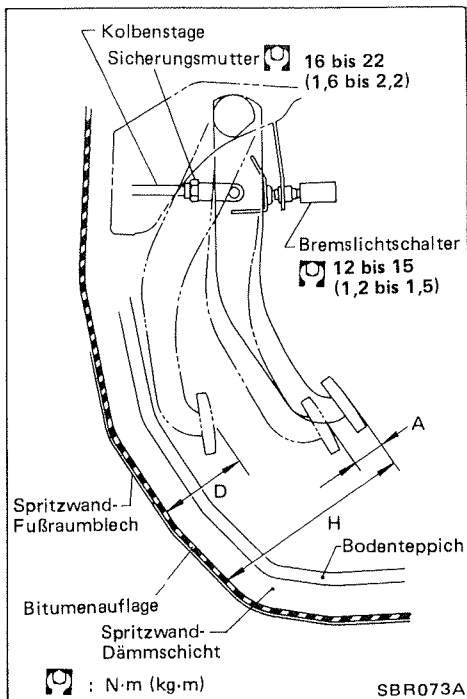 Kolbenstage
Sicherungsmutter
16 bis 22
(1,6 bis 2,2)
Bremslichtschalter
12 bis 15
(1,2 bis 1,5)
A
D
H
Spritzwand-
Fußraumblech
Bodenteppich
Bitumenauflage
Spritzwand-
Dämmschicht
: N·m (kg·m)
SBR073A